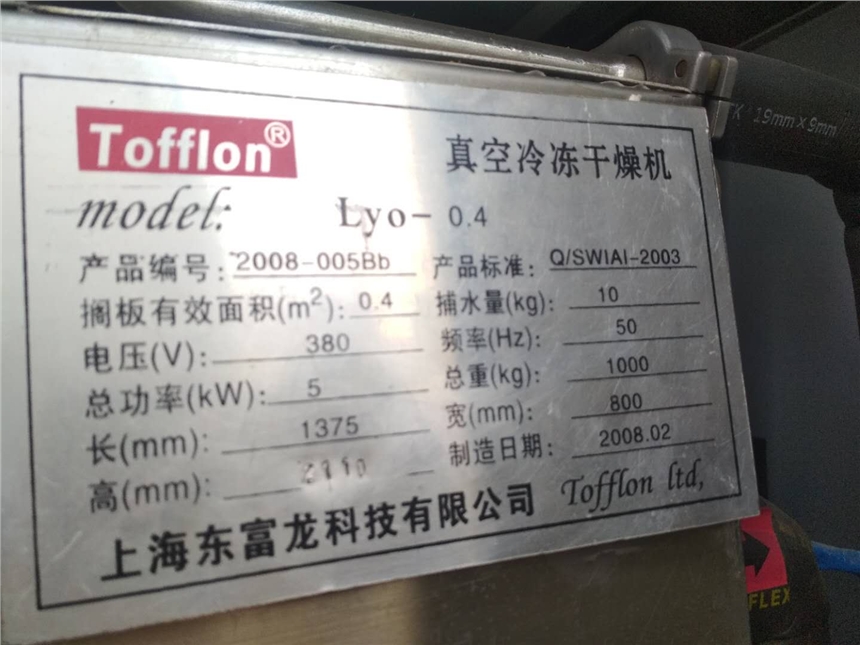 Tofflon®
真空冷冻干燥机
model: Lyo- 0.4
产品编号: 2008-005Bb 产品标准: Q/SWIAI-2003
搁板有效面积(m²): 0.4 捕水量(kg): 10
电压(V): 380 频率(Hz): 50
总功率(kW): 5 总重(kg): 1000
长(mm): 1375 宽(mm): 800
高(mm): 制造日期: 2008.02
上海东富龙科技有限公司 Tofflon ltd,
19mm×9mm
FLEX